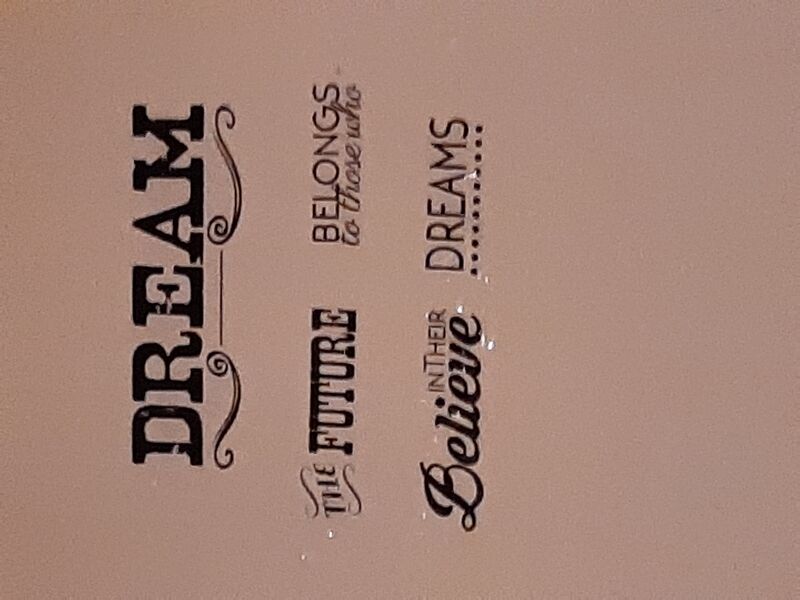 DREAM
THE FUTURE BELONGS
to those who
Believe IN THEIR DREAMS